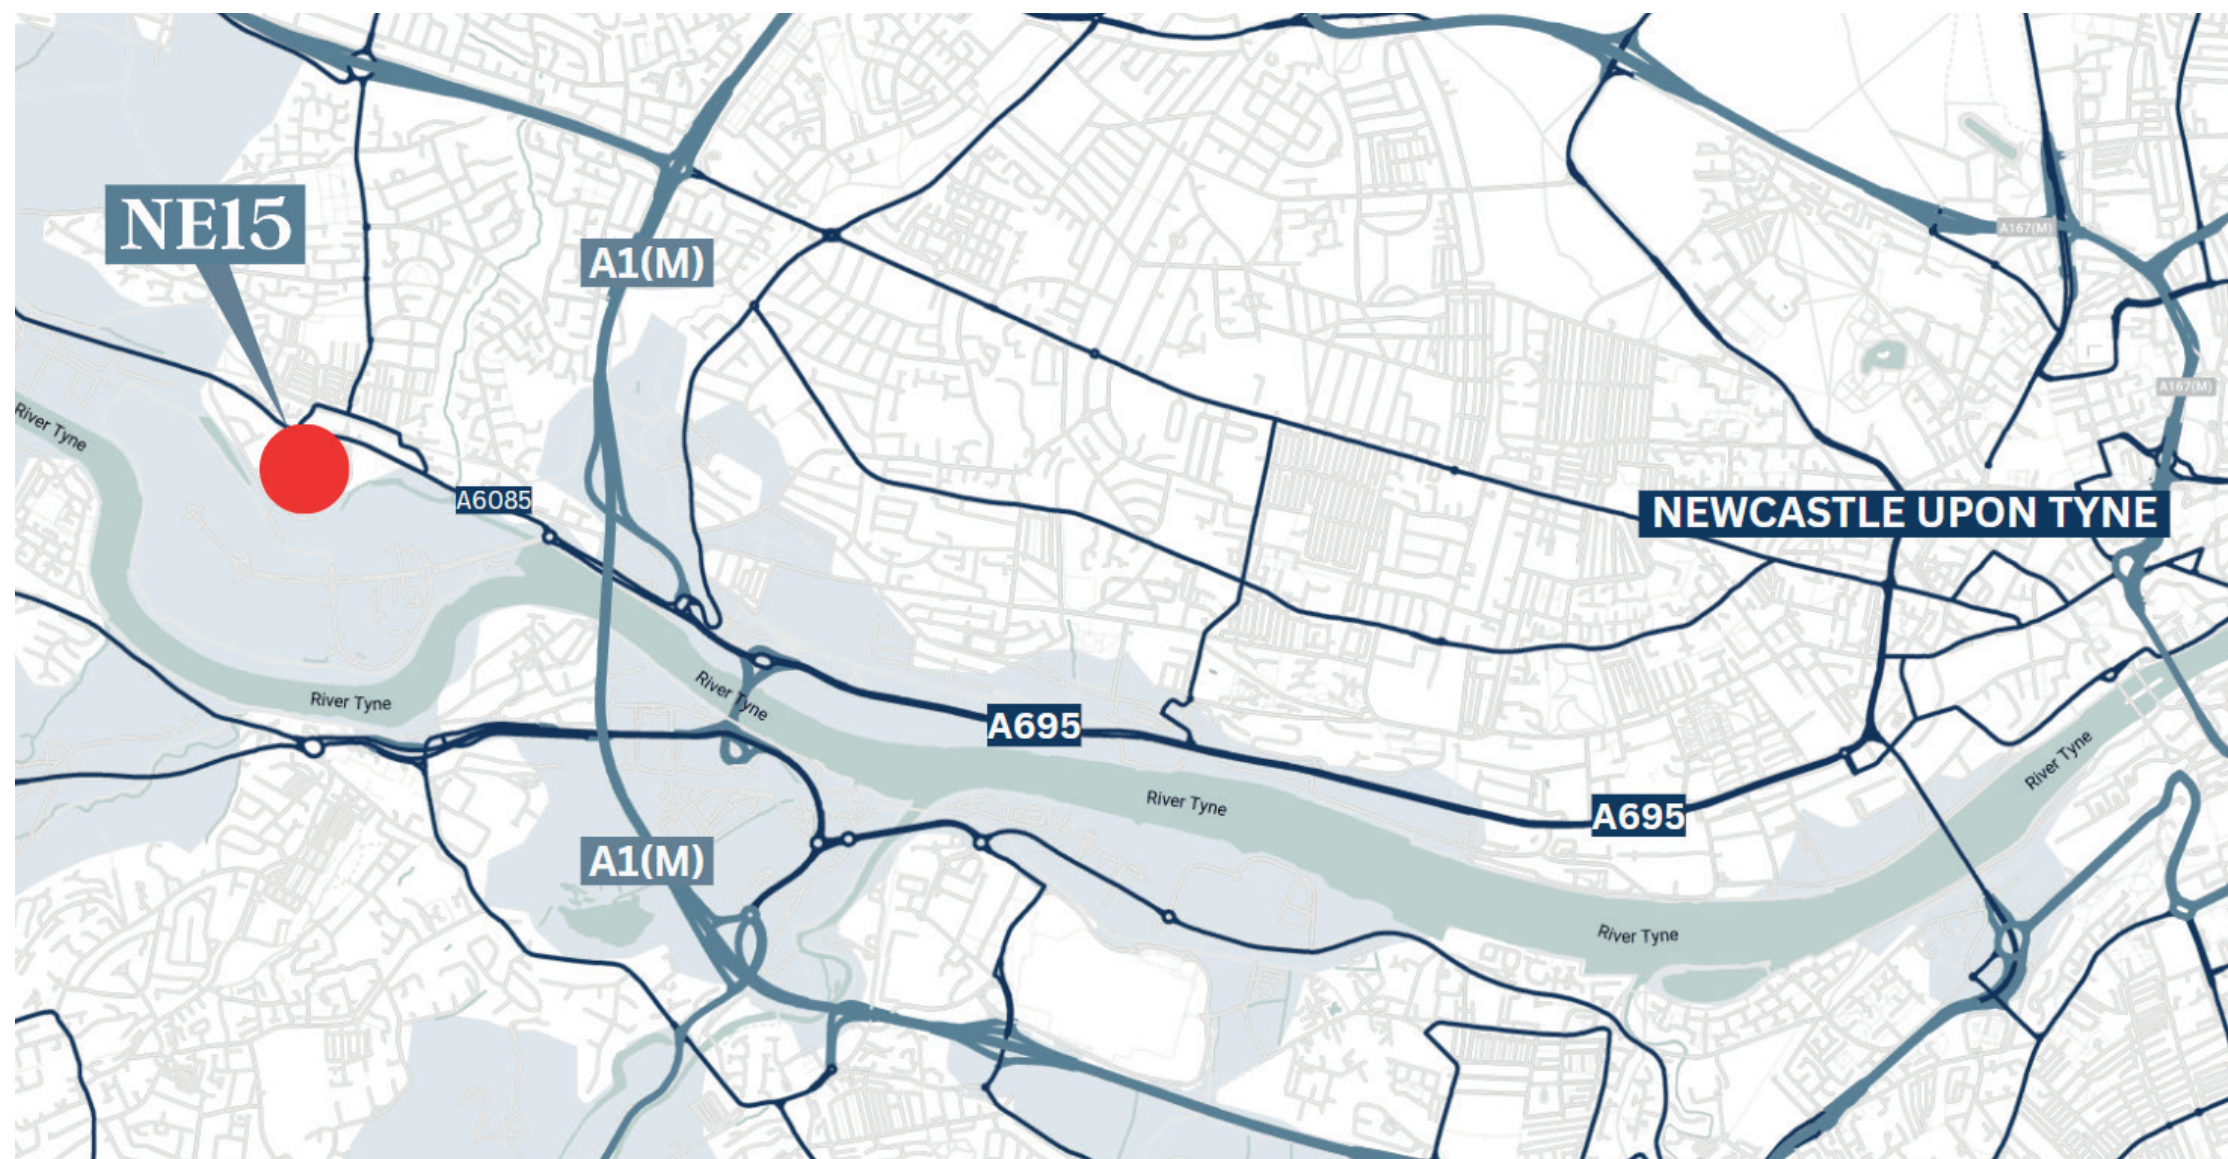 NE15
A167(M)
A1(M)
A167(M)
River Tyne
A6085
NEWCASTLE UPON TYNE
River Tyne
River Tyne
A695
River Tyne
River Tyne
A695
A1(M)
River Tyne